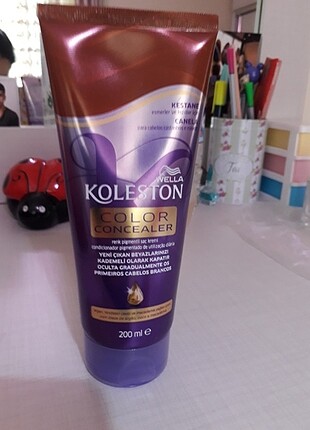 KESTANE
WELLA
KOLESTON
COLOR
CONCEALER
renk pigmentli saç kremi
condicionador pigmentado de utilização diária
YENİ ÇIKAN BEYAZLARINIZI
KADEMELİ OLARAK KAPATIR
OCULTA GRADUALMENTE OS
PRIMEIROS CABELOS BRANCOS
200 ml e
Tea